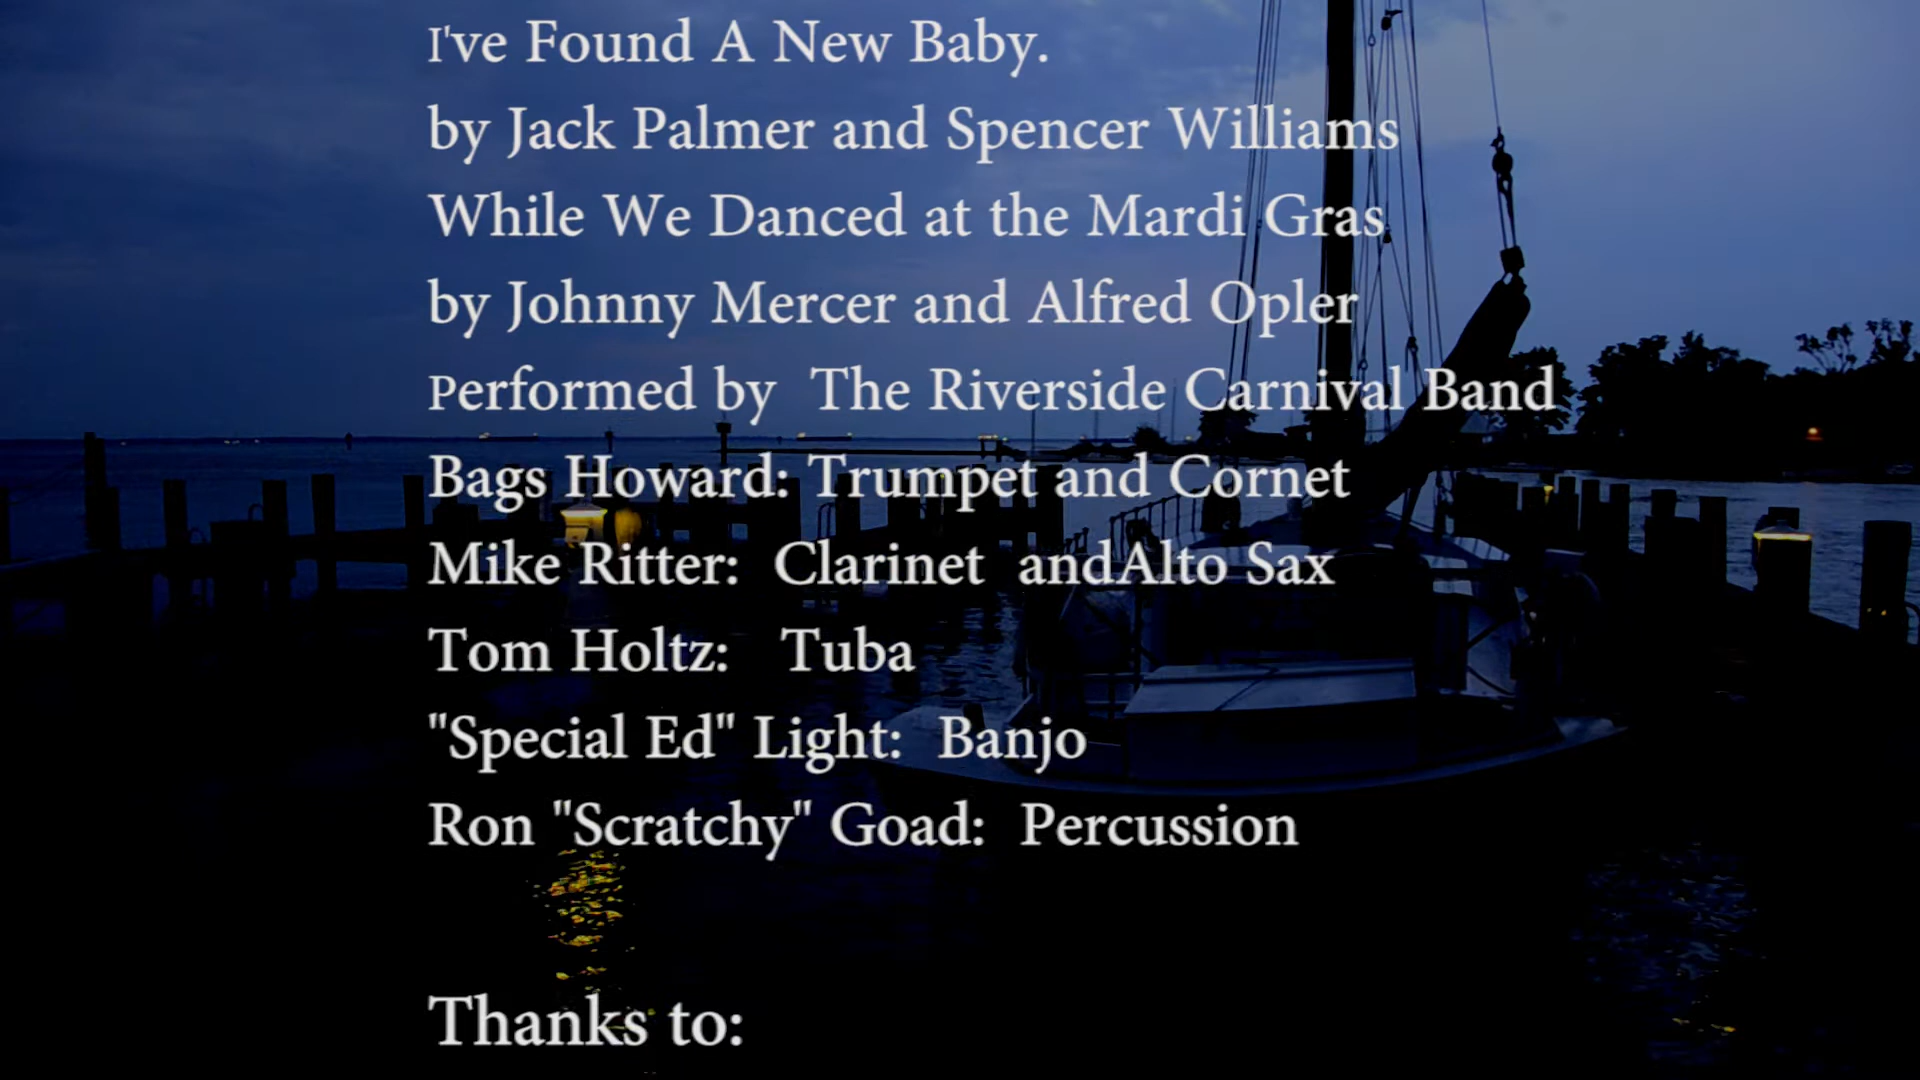 I've Found A New Baby.
by Jack Palmer and Spencer Williams
While We Danced at the Mardi Gras
by Johnny Mercer and Alfred Opler
Performed by  The Riverside Carnival Band
Bags Howard: Trumpet and Cornet
Mike Ritter:  Clarinet  andAlto Sax
Tom Holtz:   Tuba
"Special Ed" Light:  Banjo
Ron "Scratchy" Goad:  Percussion
Thanks to: